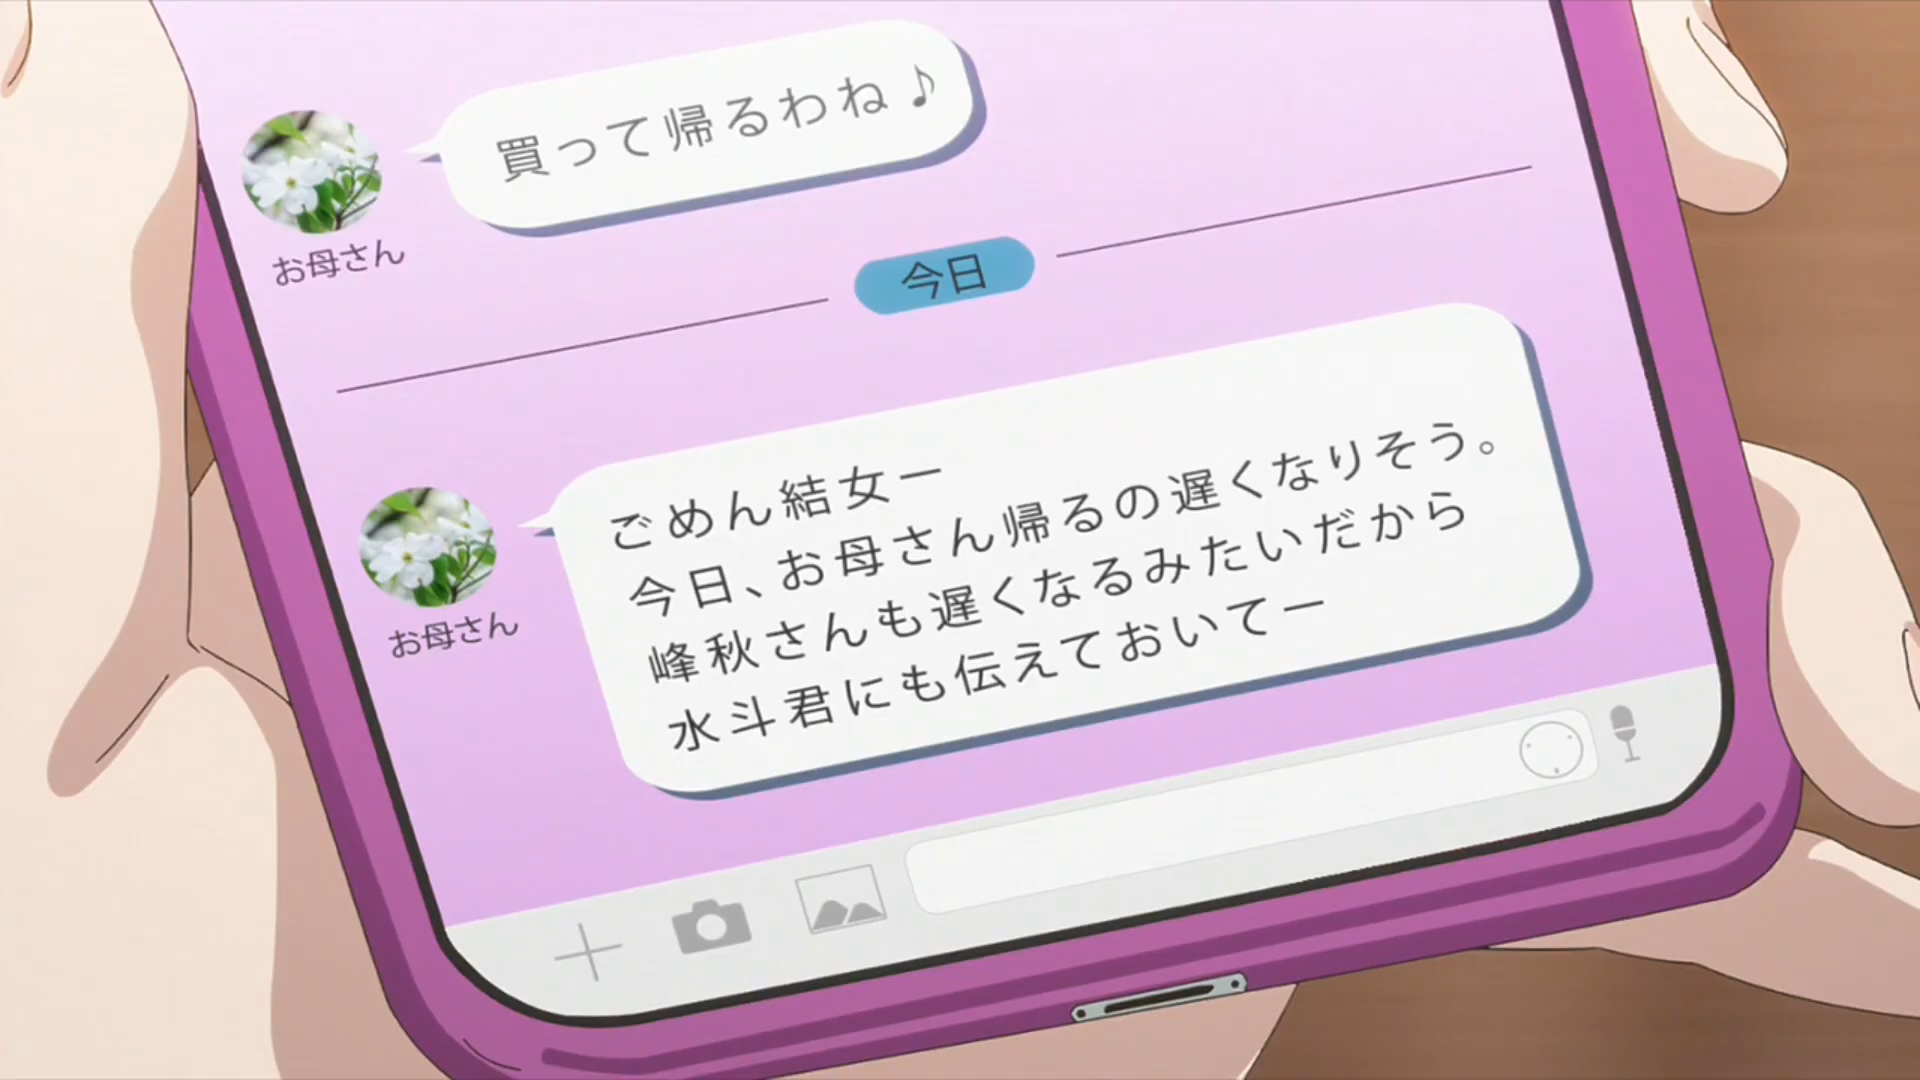 買って帰るわね♪
お母さん
今日
ごめん結女ー
今日、お母さん帰るの遅くなりそう。
峰秋さんも遅くなるみたいだから
水斗君にも伝えておいてー
お母さん